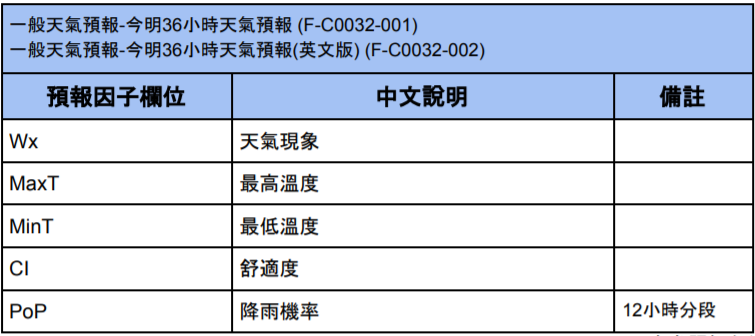 一般天氣預報-今明36小時天氣預報 (F-C0032-001)
一般天氣預報-今明36小時天氣預報(英文版) (F-C0032-002)
預報因子欄位 中文說明 備註
Wx 天氣現象
MaxT 最高溫度
MinT 最低溫度
CI 舒適度
PoP 降雨機率 12小時分段